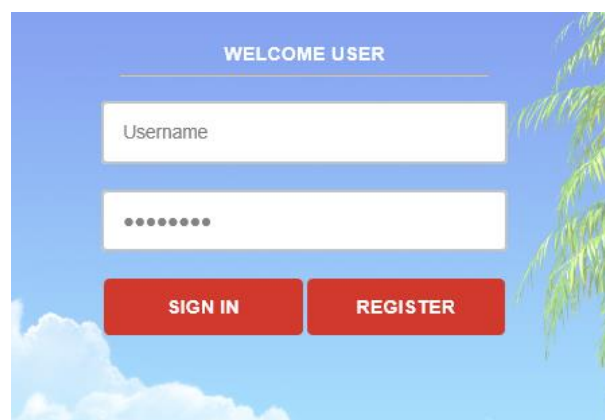 WELCOME USER
Username
••••••••
SIGN IN REGISTER